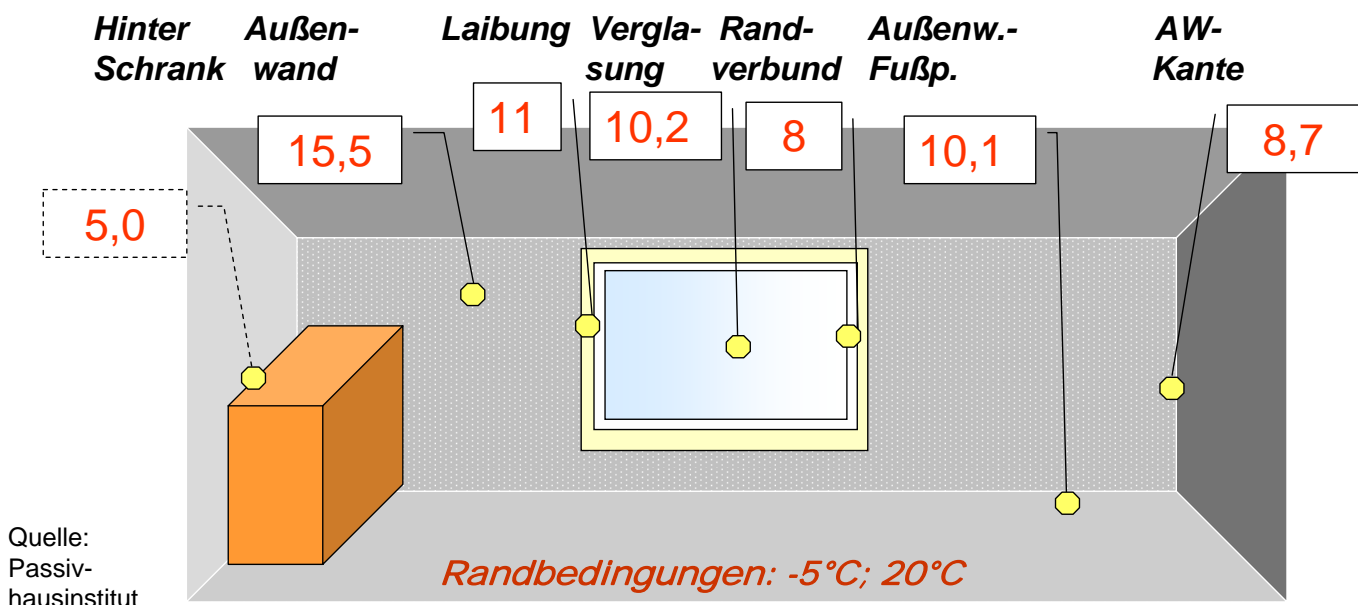 Hinter Außen- Laibung Vergla- Rand- Außenw.- AW-
Schrank wand sung verbund Fußp. Kante
15,5 11 10,2 8 10,1 8,7
5,0
Quelle:
Passiv-
hausinstitut
Randbedingungen: -5°C; 20°C